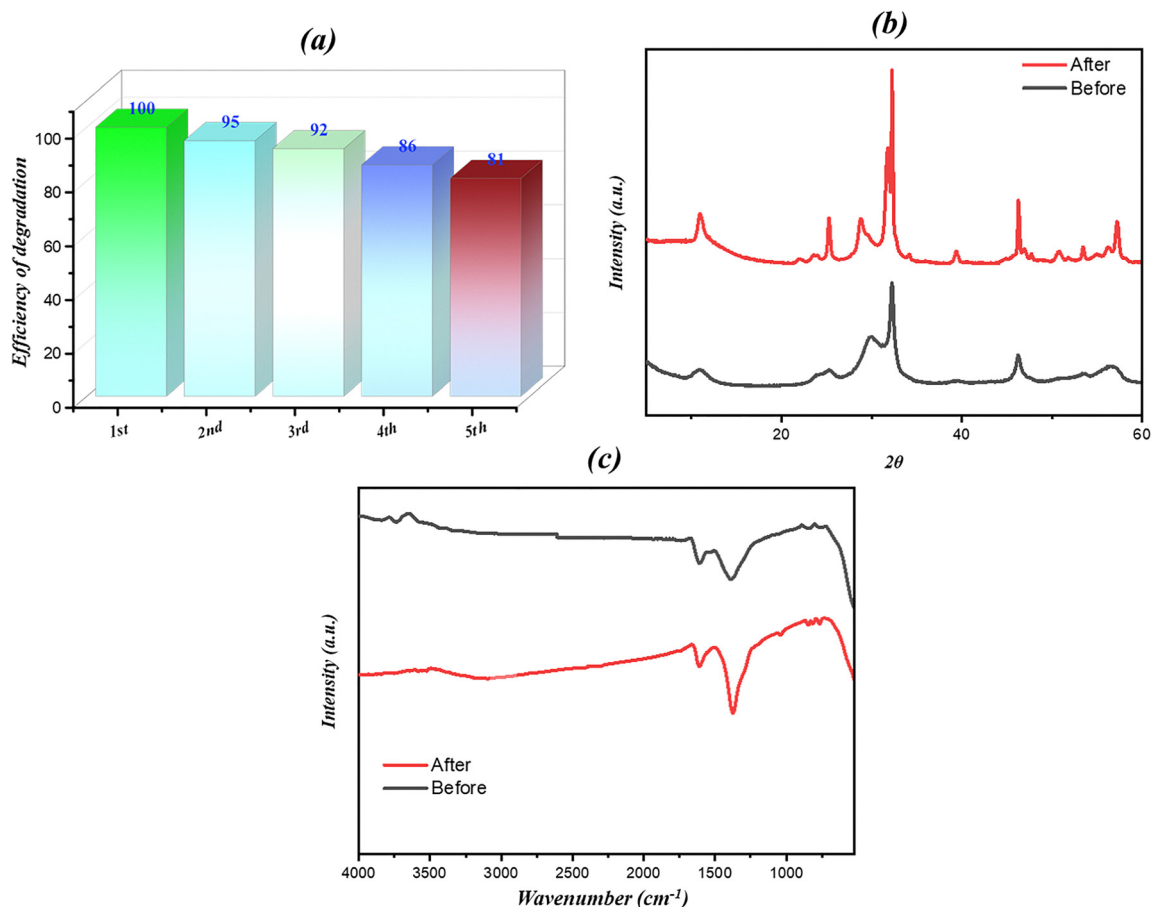 (a)
100
95
92
86
81
Efficiency of degradation
100
80
60
40
20
0
1st
2nd
3rd
4th
5th
(b)
After
Before
Intensity (a.u.)
20
40
60
2θ
(c)
Intensity (a.u.)
After
Before
4000
3500
3000
2500
2000
1500
1000
Wavenumber (cm⁻¹)